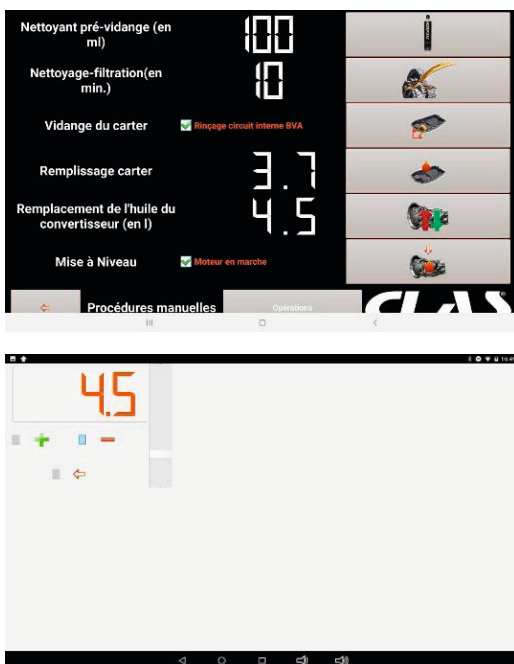 Nettoyant pré-vidange (en
ml)
100
Nettoyage-filtration(en
min.)
10
Vidange du carter
Rinçage circuit interne BVA
Remplissage carter
3.7
Remplacement de l'huile du
convertisseur (en l)
4.5
Mise à Niveau
Moteur en marche
Procédures manuelles
Opérations
CLAS
4.5